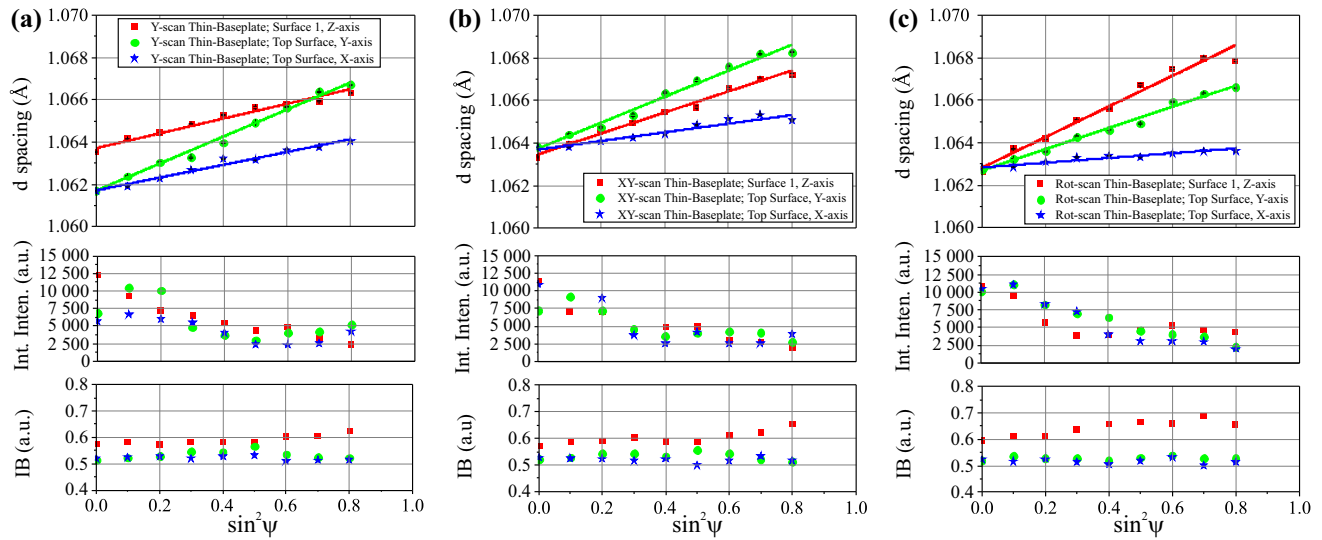 (a)
1.070
1.068
1.066
1.064
1.062
1.060
d spacing (Å)
Y-scan Thin-Baseplate; Surface 1, Z-axis
Y-scan Thin-Baseplate; Top Surface, Y-axis
Y-scan Thin-Baseplate; Top Surface, X-axis
15 000
12 500
10 000
7 500
5 000
2 500
0
Int. Inten. (a.u.)
0.8
0.7
0.6
0.5
0.4
IB (a.u.)
0.0 0.2 0.4 0.6 0.8 1.0
sin²ψ
(b)
1.070
1.068
1.066
1.064
1.062
1.060
d spacing (Å)
XY-scan Thin-Baseplate; Surface 1, Z-axis
XY-scan Thin-Baseplate; Top Surface, Y-axis
XY-scan Thin-Baseplate; Top Surface, X-axis
15 000
12 500
10 000
7 500
5 000
2 500
0
Int. Inten. (a.u.)
0.8
0.7
0.6
0.5
0.4
IB (a.u)
0.0 0.2 0.4 0.6 0.8 1.0
sin²ψ
(c)
1.070
1.068
1.066
1.064
1.062
1.060
d spacing (Å)
Rot-scan Thin-Baseplate; Surface 1, Z-axis
Rot-scan Thin-Baseplate; Top Surface, Y-axis
Rot-scan Thin-Baseplate; Top Surface, X-axis
15 000
12 500
10 000
7 500
5 000
2 500
0
Int. Inten. (a.u.)
0.8
0.7
0.6
0.5
0.4
IB (a.u.)
0.0 0.2 0.4 0.6 0.8 1.0
sin²ψ